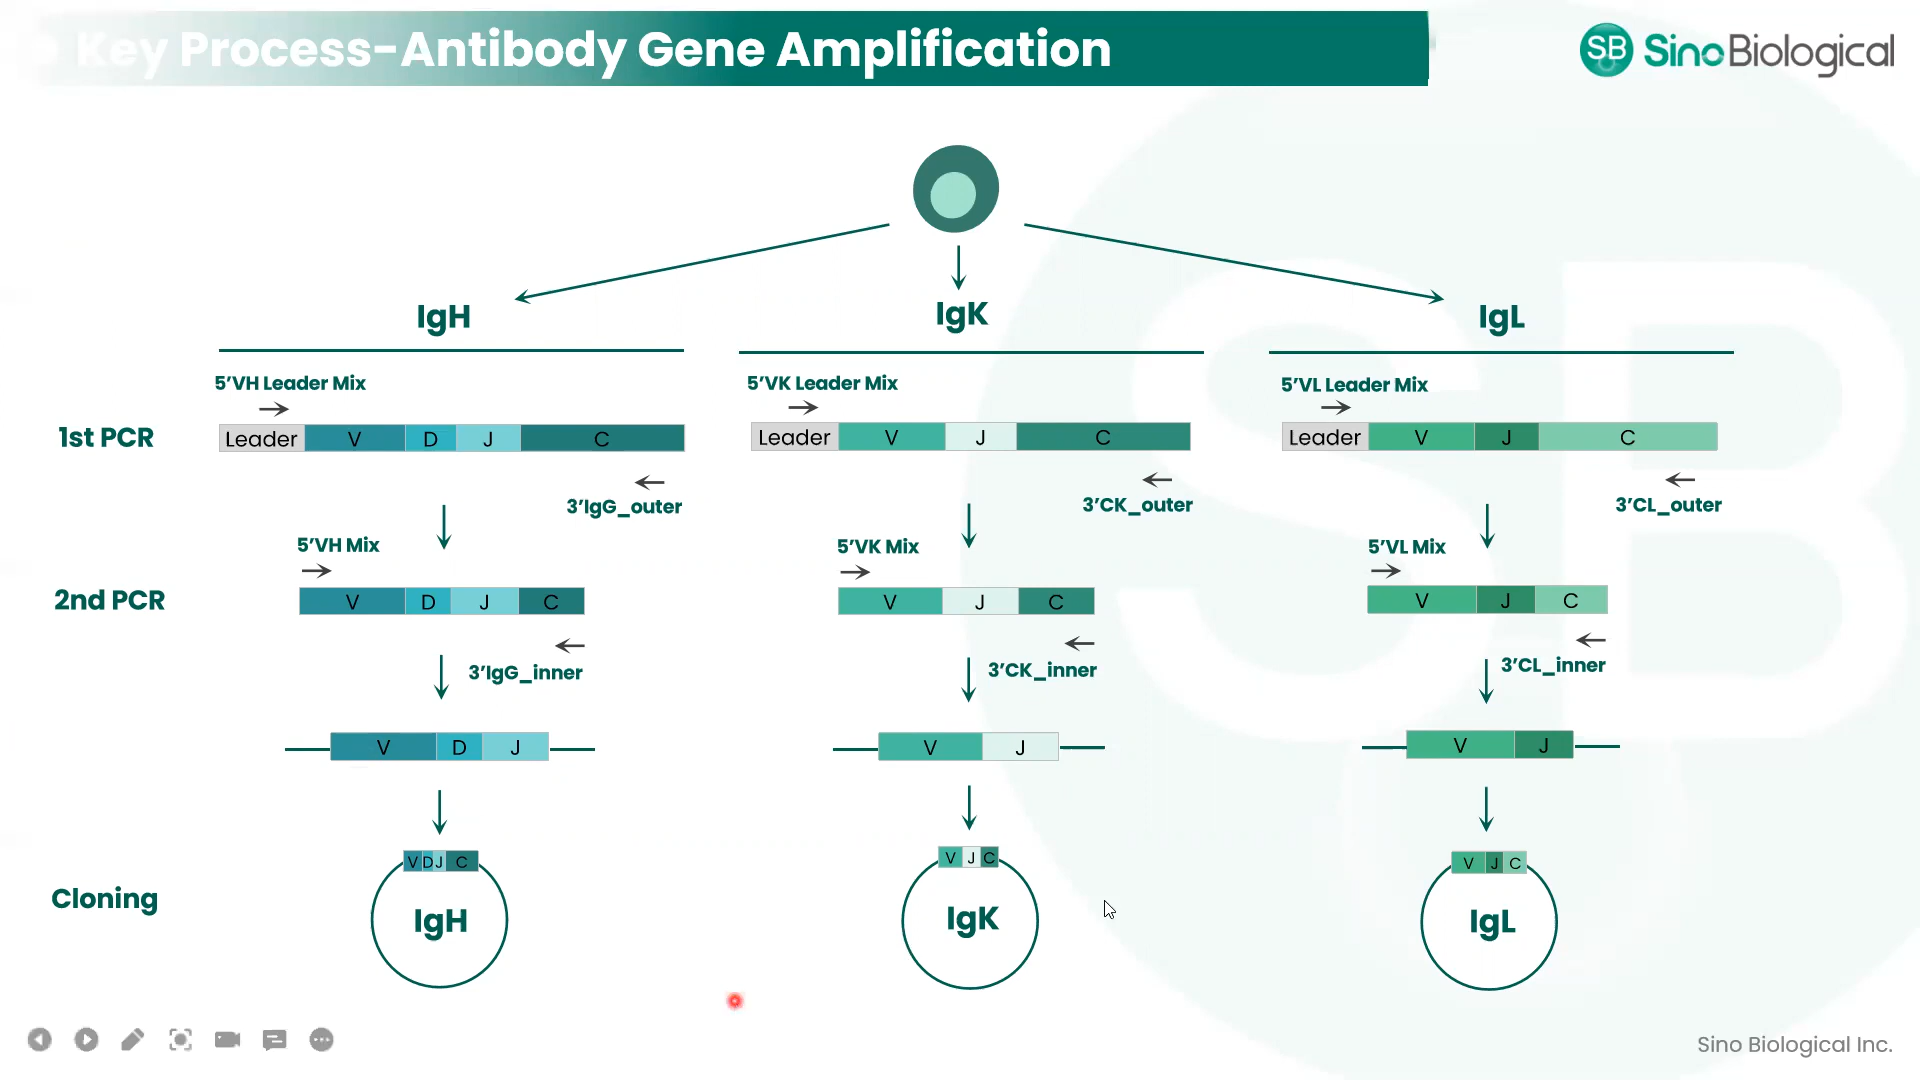 Key Process-Antibody Gene Amplification
SB SinoBiological
IgH
IgK
IgL
5'VH Leader Mix
5'VK Leader Mix
5'VL Leader Mix
1st PCR
Leader V D J C
Leader V J C
Leader V J C
3'IgG_outer
3'CK_outer
3'CL_outer
5'VH Mix
5'VK Mix
5'VL Mix
2nd PCR
V D J C
V J C
V J C
3'IgG_inner
3'CK_inner
3'CL_inner
V D J
V J
V J
V D J C
V J C
V J C
Cloning
IgH
IgK
IgL
Sino Biological Inc.